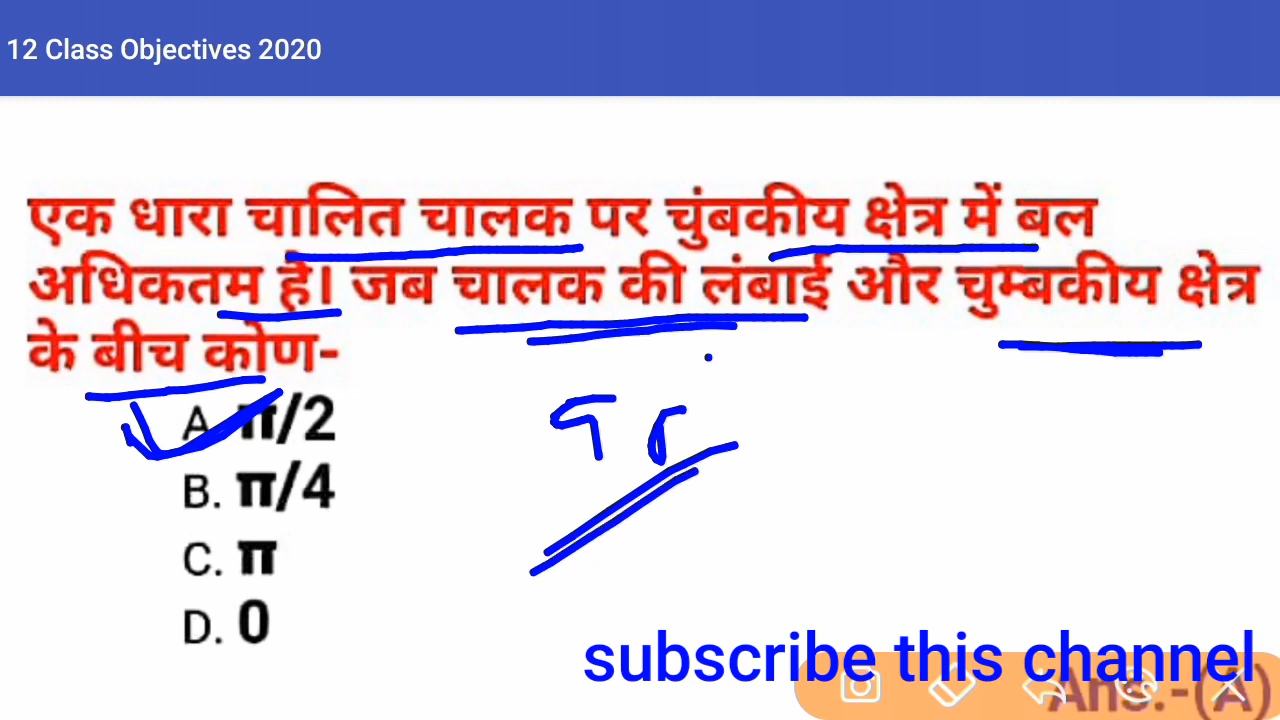 12 Class Objectives 2020
एक धारा चालित चालक पर चुंबकीय क्षेत्र में बल
अधिकतम है। जब चालक की लंबाई और चुम्बकीय क्षेत्र
के बीच कोण-
A. π/2
B. π/4
C. π
D. 0
subscribe this channel
Ans.-(A)